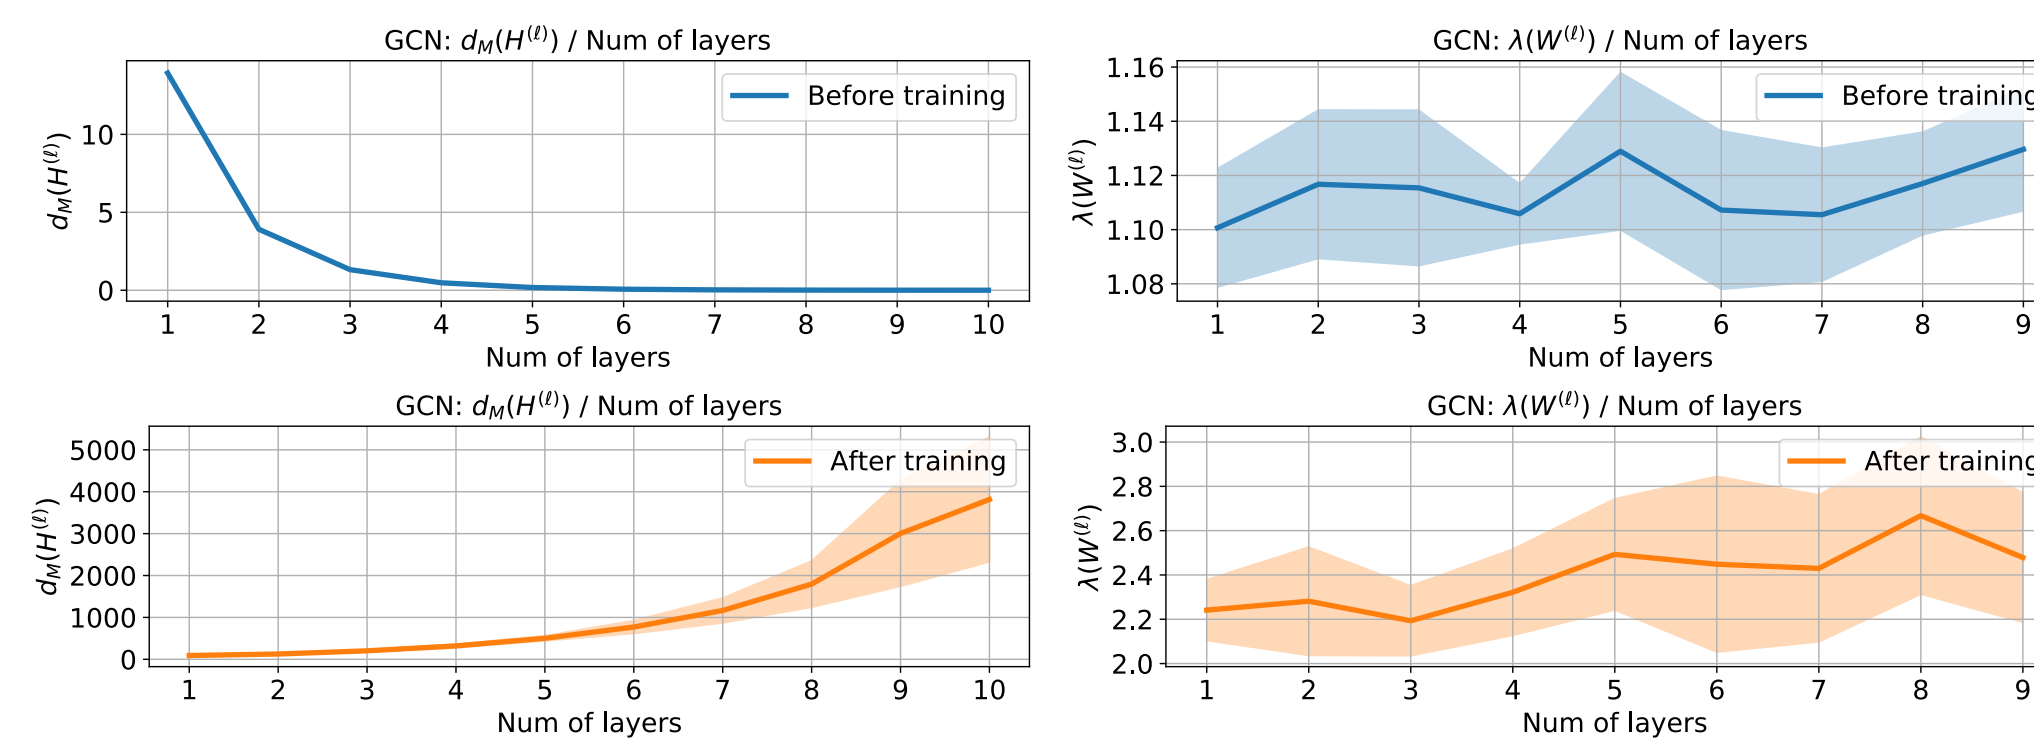 GCN: d_M(H^(ℓ)) / Num of layers
Before training
d_M(H^(ℓ))
10
5
0
1 2 3 4 5 6 7 8 9 10
Num of layers
GCN: λ(W^(ℓ)) / Num of layers
Before training
λ(W^(ℓ))
1.16
1.14
1.12
1.10
1.08
1 2 3 4 5 6 7 8 9
Num of layers
GCN: d_M(H^(ℓ)) / Num of layers
After training
d_M(H^(ℓ))
5000
4000
3000
2000
1000
0
1 2 3 4 5 6 7 8 9 10
Num of layers
GCN: λ(W^(ℓ)) / Num of layers
After training
λ(W^(ℓ))
3.0
2.8
2.6
2.4
2.2
2.0
1 2 3 4 5 6 7 8 9
Num of layers